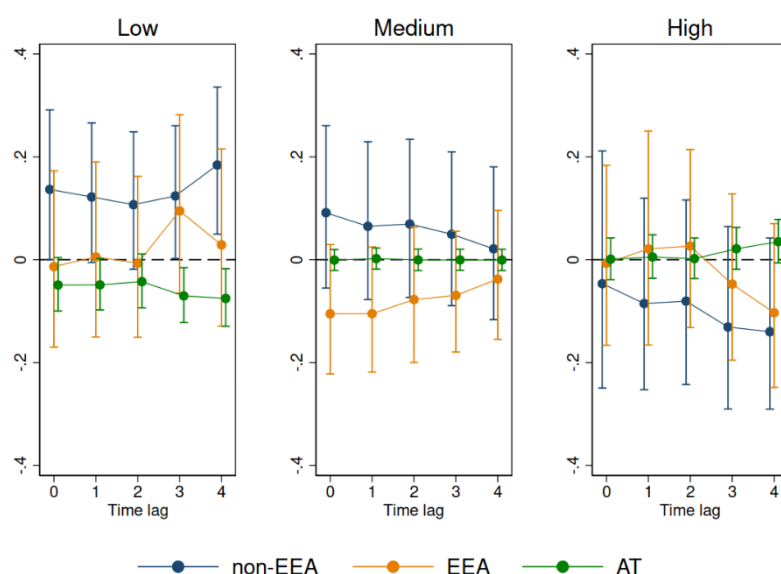 Low Medium High
.4 .4 .4
.2 .2 .2
0 0 0
-.2 -.2 -.2
-.4 -.4 -.4
0 1 2 3 4 0 1 2 3 4 0 1 2 3 4
Time lag Time lag Time lag
non-EEA EEA AT